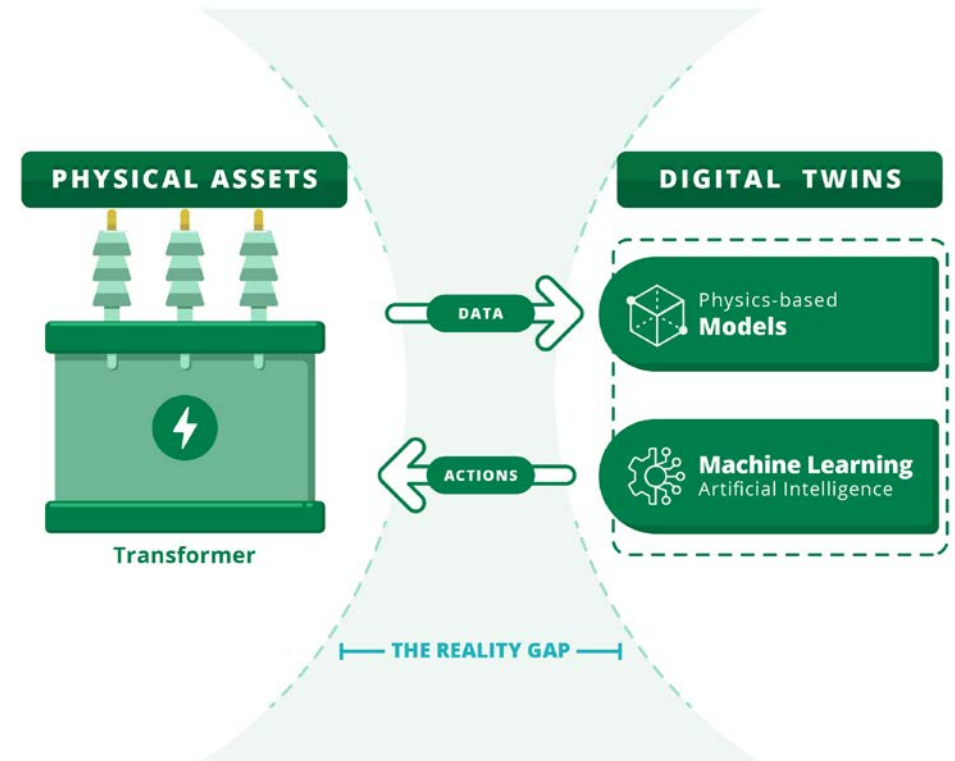 PHYSICAL ASSETS
DIGITAL TWINS
DATA
Physics-based
Models
ACTIONS
Machine Learning
Artificial Intelligence
Transformer
THE REALITY GAP